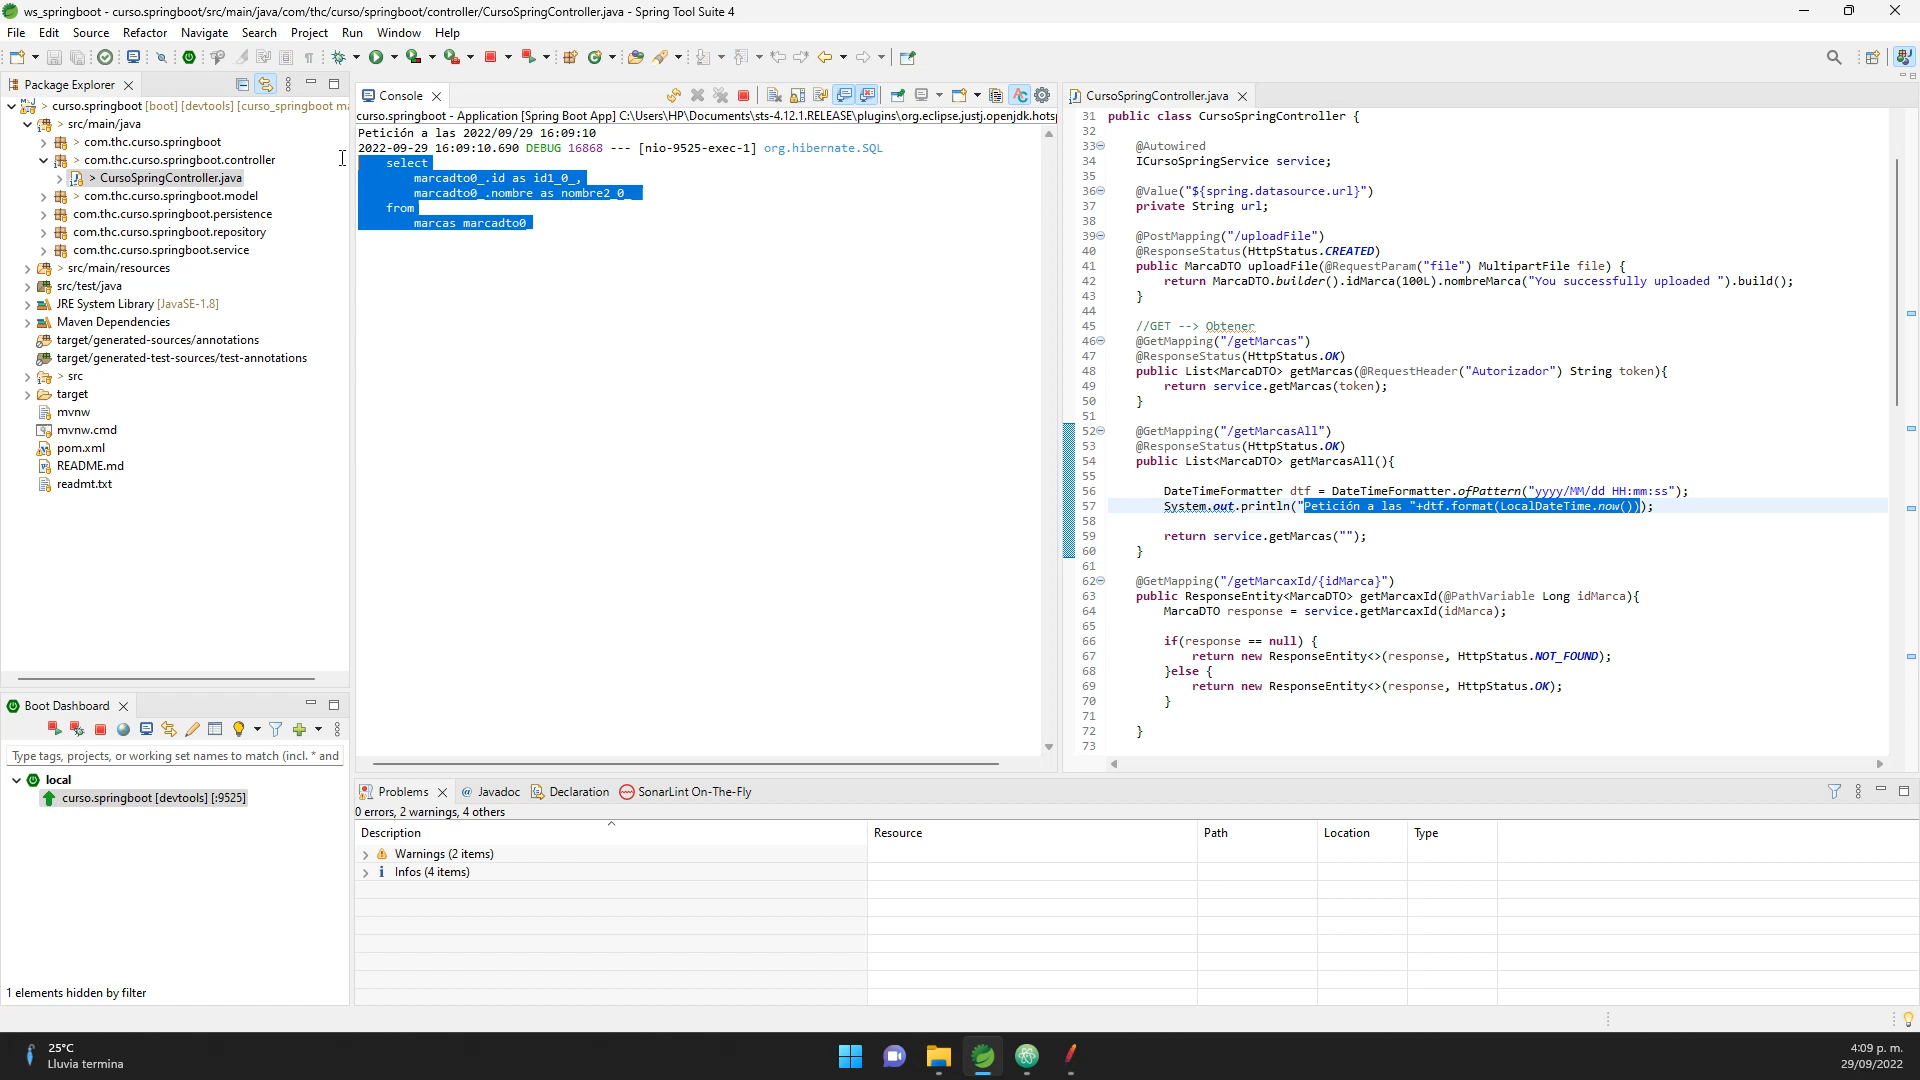 ws_springboot - curso.springboot/src/main/java/com/thc/curso/springboot/controller/CursoSpringController.java - Spring Tool Suite 4
File Edit Source Refactor Navigate Search Project Run Window Help
Package Explorer
> curso.springboot [boot] [devtools] [curso_springboot ma
> src/main/java
> com.thc.curso.springboot
> com.thc.curso.springboot.controller
> CursoSpringController.java
> com.thc.curso.springboot.model
com.thc.curso.springboot.persistence
com.thc.curso.springboot.repository
com.thc.curso.springboot.service
> src/main/resources
src/test/java
JRE System Library [JavaSE-1.8]
Maven Dependencies
target/generated-sources/annotations
target/generated-test-sources/test-annotations
> src
target
mvnw
mvnw.cmd
pom.xml
README.md
readmt.txt
Boot Dashboard
Type tags, projects, or working set names to match (incl. * and
local
curso.springboot [devtools] [:9525]
1 elements hidden by filter
Console
curso.springboot - Application [Spring Boot App] C:\Users\HP\Documents\sts-4.12.1.RELEASE\plugins\org.eclipse.justj.openjdk.hots
Petición a las 2022/09/29 16:09:10
2022-09-29 16:09:10.690 DEBUG 16868 --- [nio-9525-exec-1] org.hibernate.SQL
select
marcadto0_.id as id1_0_,
marcadto0_.nombre as nombre2_0_
from
marcas marcadto0_
CursoSpringController.java
31 public class CursoSpringController {
32
33 @Autowired
34 ICursoSpringService service;
35
36 @Value("${spring.datasource.url}")
37 private String url;
38
39 @PostMapping("/uploadFile")
40 @ResponseStatus(HttpStatus.CREATED)
41 public MarcaDTO uploadFile(@RequestParam("file") MultipartFile file) {
42 return MarcaDTO.builder().idMarca(100L).nombreMarca("You successfully uploaded ").build();
43 }
44
45 //GET --> Obtener
46 @GetMapping("/getMarcas")
47 @ResponseStatus(HttpStatus.OK)
48 public List<MarcaDTO> getMarcas(@RequestHeader("Autorizador") String token){
49 return service.getMarcas(token);
50 }
51
52 @GetMapping("/getMarcasAll")
53 @ResponseStatus(HttpStatus.OK)
54 public List<MarcaDTO> getMarcasAll(){
55
56 DateTimeFormatter dtf = DateTimeFormatter.ofPattern("yyyy/MM/dd HH:mm:ss");
57 System.out.println("Petición a las "+dtf.format(LocalDateTime.now()));
58
59 return service.getMarcas("");
60 }
61
62 @GetMapping("/getMarcaxId/{idMarca}")
63 public ResponseEntity<MarcaDTO> getMarcaxId(@PathVariable Long idMarca){
64 MarcaDTO response = service.getMarcaxId(idMarca);
65
66 if(response == null) {
67 return new ResponseEntity<>(response, HttpStatus.NOT_FOUND);
68 }else {
69 return new ResponseEntity<>(response, HttpStatus.OK);
70 }
71
72 }
73
Problems Javadoc Declaration SonarLint On-The-Fly
0 errors, 2 warnings, 4 others
Description Resource Path Location Type
Warnings (2 items)
Infos (4 items)
25°C
Lluvia termina
4:09 p. m.
29/09/2022